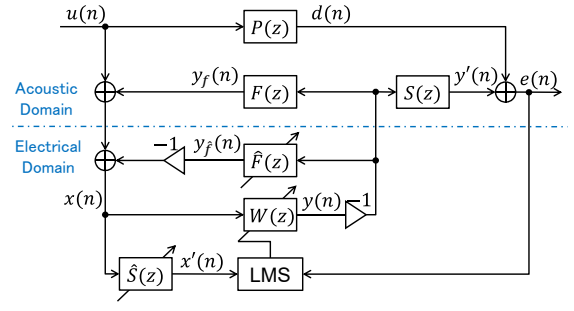 u(n)
P(z)
d(n)
y_f(n)
F(z)
S(z)
y′(n)
e(n)
Acoustic
Domain
Electrical
Domain
−1
y_f̂(n)
F̂(z)
x(n)
W(z)
y(n)
−1
Ŝ(z)
x′(n)
LMS